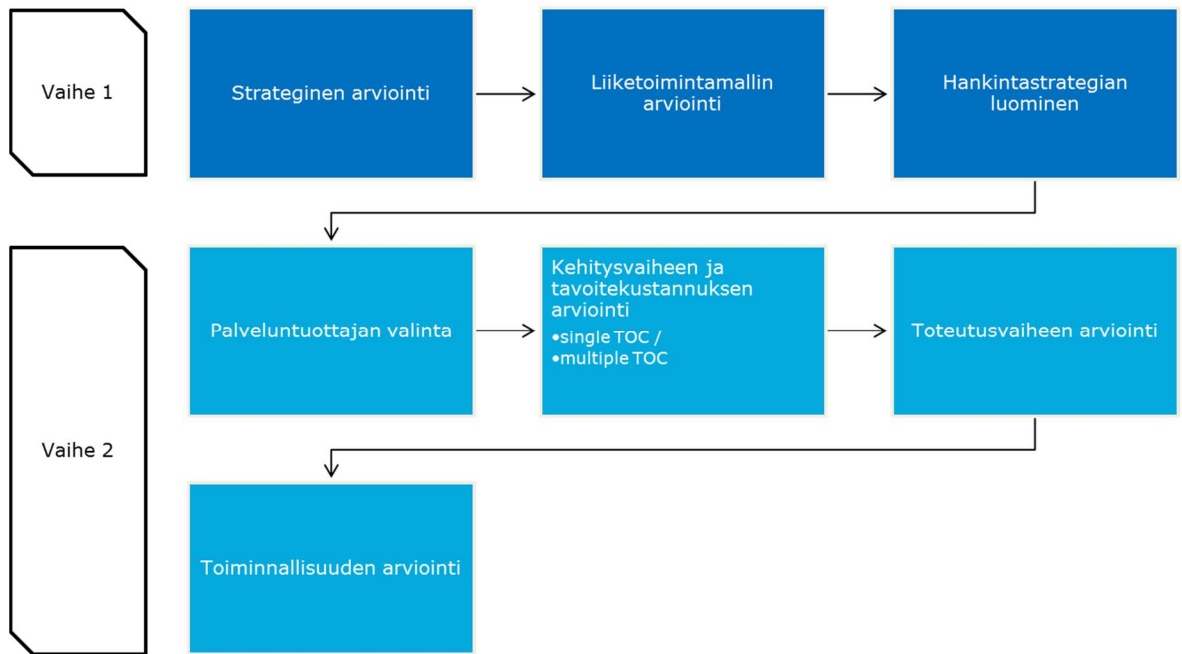 Vaihe 1
Strateginen arviointi
Liiketoimintamallin
arviointi
Hankintastrategian
luominen
Vaihe 2
Palveluntuottajan valinta
Kehitysvaiheen ja
tavoitekustannuksen
arviointi
•single TOC /
•multiple TOC
Toteutusvaiheen arviointi
Toiminnallisuuden arviointi